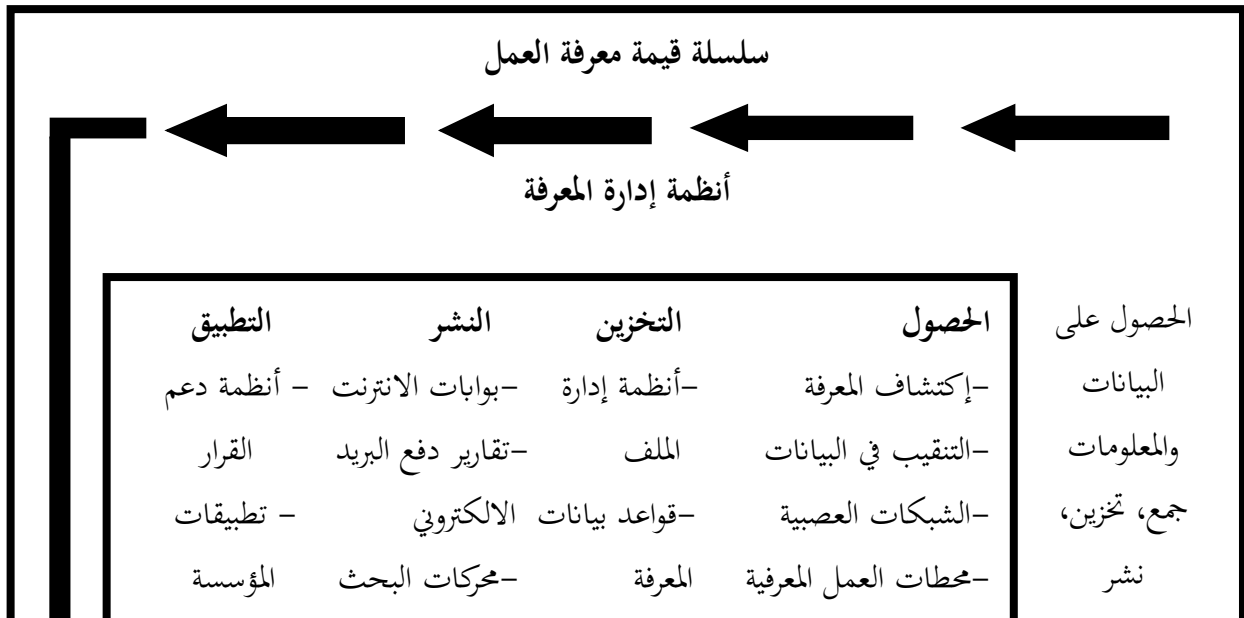 سلسلة قيمة معرفة العمل
أنظمة إدارة المعرفة
الحصول على
البيانات
والمعلومات
جمع، تخزين،
نشر
الحصول
–إكتشاف المعرفة
–التنقيب في البيانات
–الشبكات العصبية
–محطات العمل المعرفية
التخزين
–أنظمة إدارة
الملف
–قواعد بيانات
المعرفة
النشر
–بوابات الانترنت
–تقارير دفع البريد
الالكتروني
–محركات البحث
التطبيق
– أنظمة دعم
القرار
– تطبيقات
المؤسسة